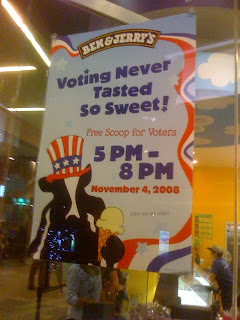 BEN & JERRY'S
Voting Never
Tasted
So Sweet!
Free Scoop for Voters
5 PM -
8 PM
November 4, 2008